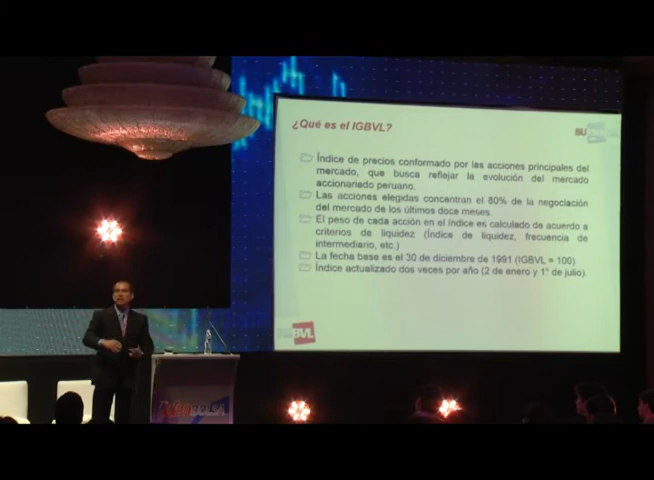 ¿Qué es el IGBVL?
Índice de precios conformado por las acciones principales del
mercado, que busca reflejar la evolución del mercado
accionariado peruano.
Las acciones elegidas concentran el 80% de la negociación
del mercado de los últimos doce meses.
El peso de cada acción en el índice es calculado de acuerdo a
criterios de liquidez (Índice de liquidez, frecuencia de
intermediario, etc.)
La fecha base es el 30 de diciembre de 1991 (IGBVL = 100)
Índice actualizado dos veces por año (2 de enero y 1° de julio).
BVL